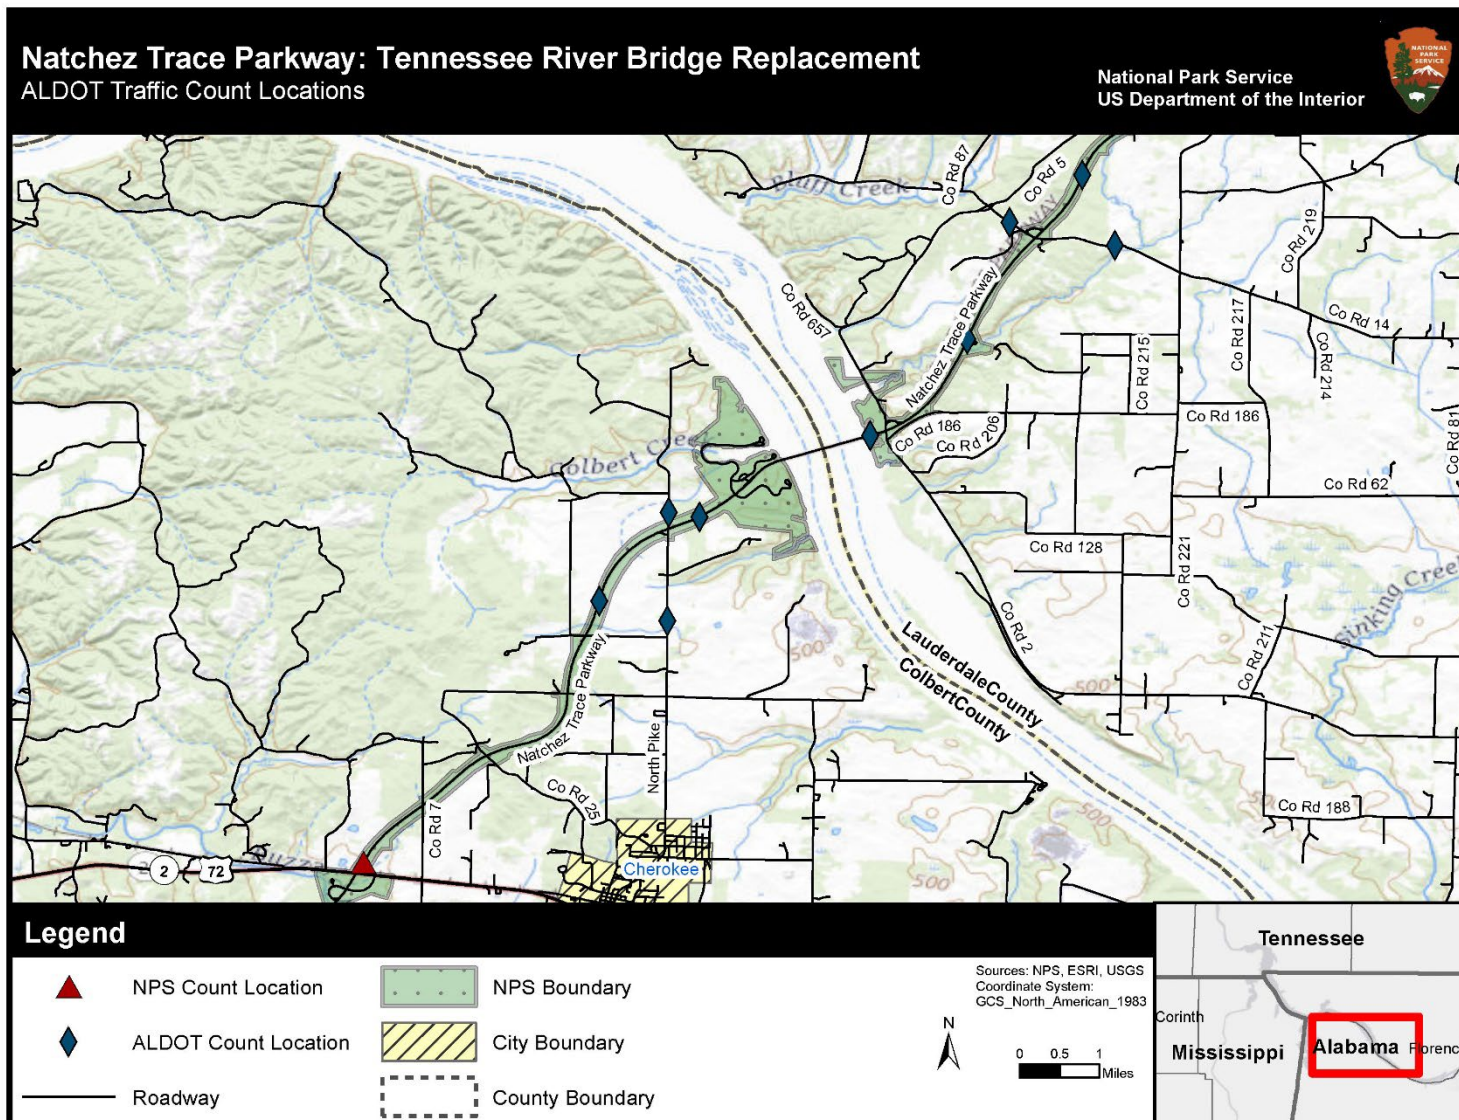 Natchez Trace Parkway: Tennessee River Bridge Replacement
ALDOT Traffic Count Locations
National Park Service
US Department of the Interior
NATIONAL
PARK
SERVICE
Bluff Creek
Co Rd 87
Co Rd 5
Co Rd 219
Co Rd 657
Natchez Trace Parkway
Co Rd 14
Co Rd 217
Co Rd 215
Co Rd 214
Co Rd 186
Co Rd 206
Co Rd 186
Co Rd 81
Colbert Creek
Co Rd 62
Co Rd 128
Co Rd 221
Sinking Creek
Co Rd 2
Co Rd 211
500
500
Lauderdale County
Colbert County
Natchez Trace Parkway
North Pike
Co Rd 25
Co Rd 7
Co Rd 188
2
72
Cherokee
500
Legend
NPS Count Location
NPS Boundary
ALDOT Count Location
City Boundary
Roadway
County Boundary
Sources: NPS, ESRI, USGS
Coordinate System:
GCS_North_American_1983
N
0 0.5 1
Miles
Tennessee
Corinth
Mississippi
Alabama
Florenc